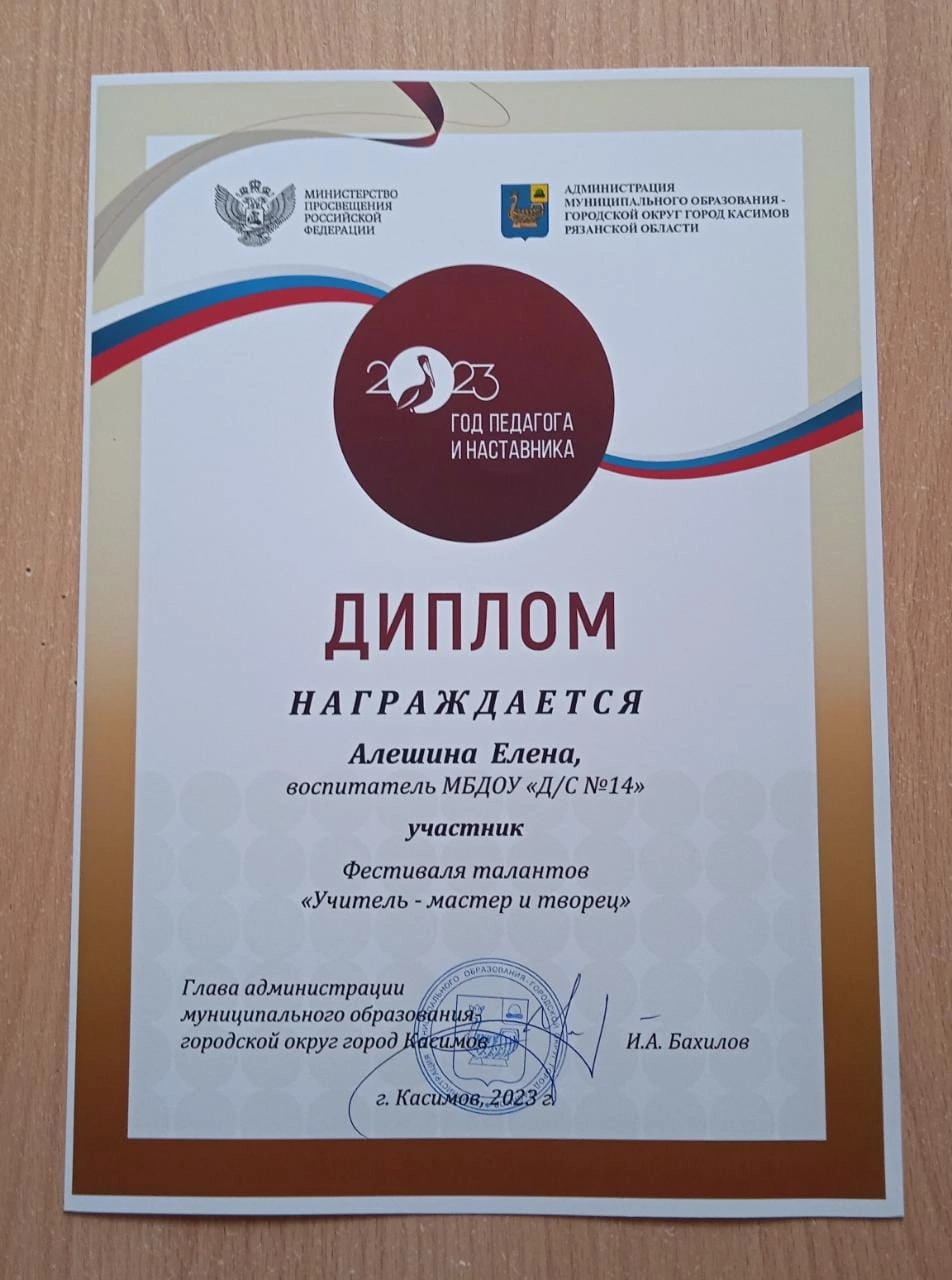 МИНИСТЕРСТВО
ПРОСВЕЩЕНИЯ
РОССИЙСКОЙ
ФЕДЕРАЦИИ
АДМИНИСТРАЦИЯ
МУНИЦИПАЛЬНОГО ОБРАЗОВАНИЯ -
ГОРОДСКОЙ ОКРУГ ГОРОД КАСИМОВ
РЯЗАНСКОЙ ОБЛАСТИ
2023
ГОД ПЕДАГОГА
И НАСТАВНИКА
ДИПЛОМ
НАГРАЖДАЕТСЯ
Алешина Елена,
воспитатель МБДОУ «Д/С №14»
участник
Фестиваля талантов
«Учитель - мастер и творец»
Глава администрации
муниципального образования-
городской округ город Касимов
И.А. Бахилов
г. Касимов, 2023 г.